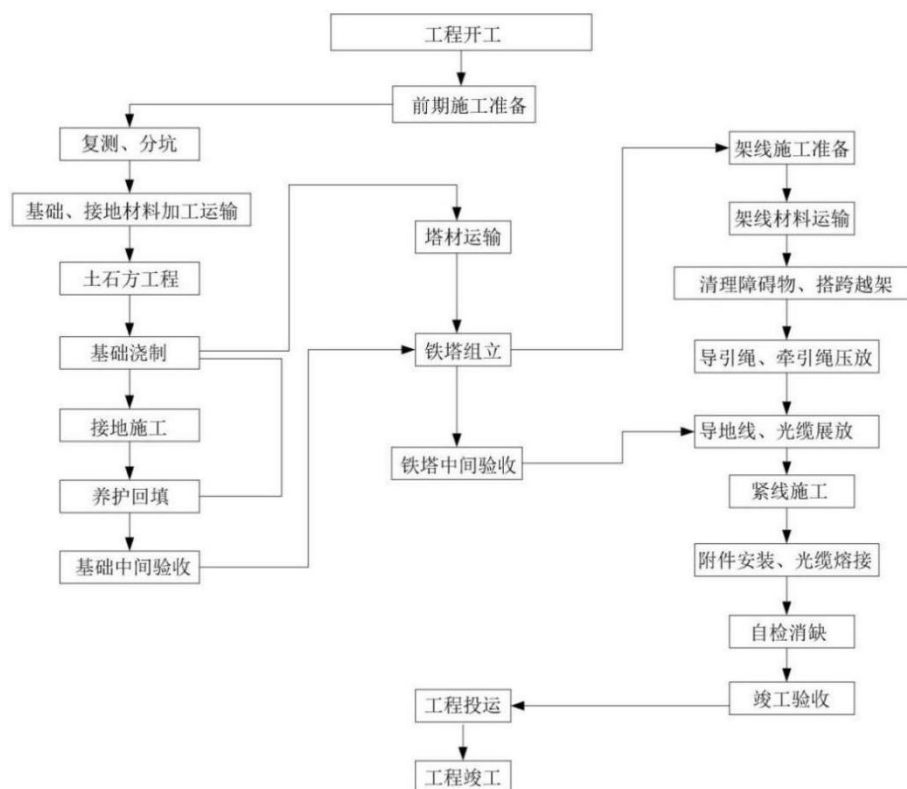 工程开工
前期施工准备
复测、分坑
基础、接地材料加工运输
土石方工程
基础浇制
接地施工
养护回填
基础中间验收
塔材运输
铁塔组立
铁塔中间验收
架线施工准备
架线材料运输
清理障碍物、搭跨越架
导引绳、牵引绳压放
导地线、光缆展放
紧线施工
附件安装、光缆熔接
自检消缺
竣工验收
工程投运
工程竣工